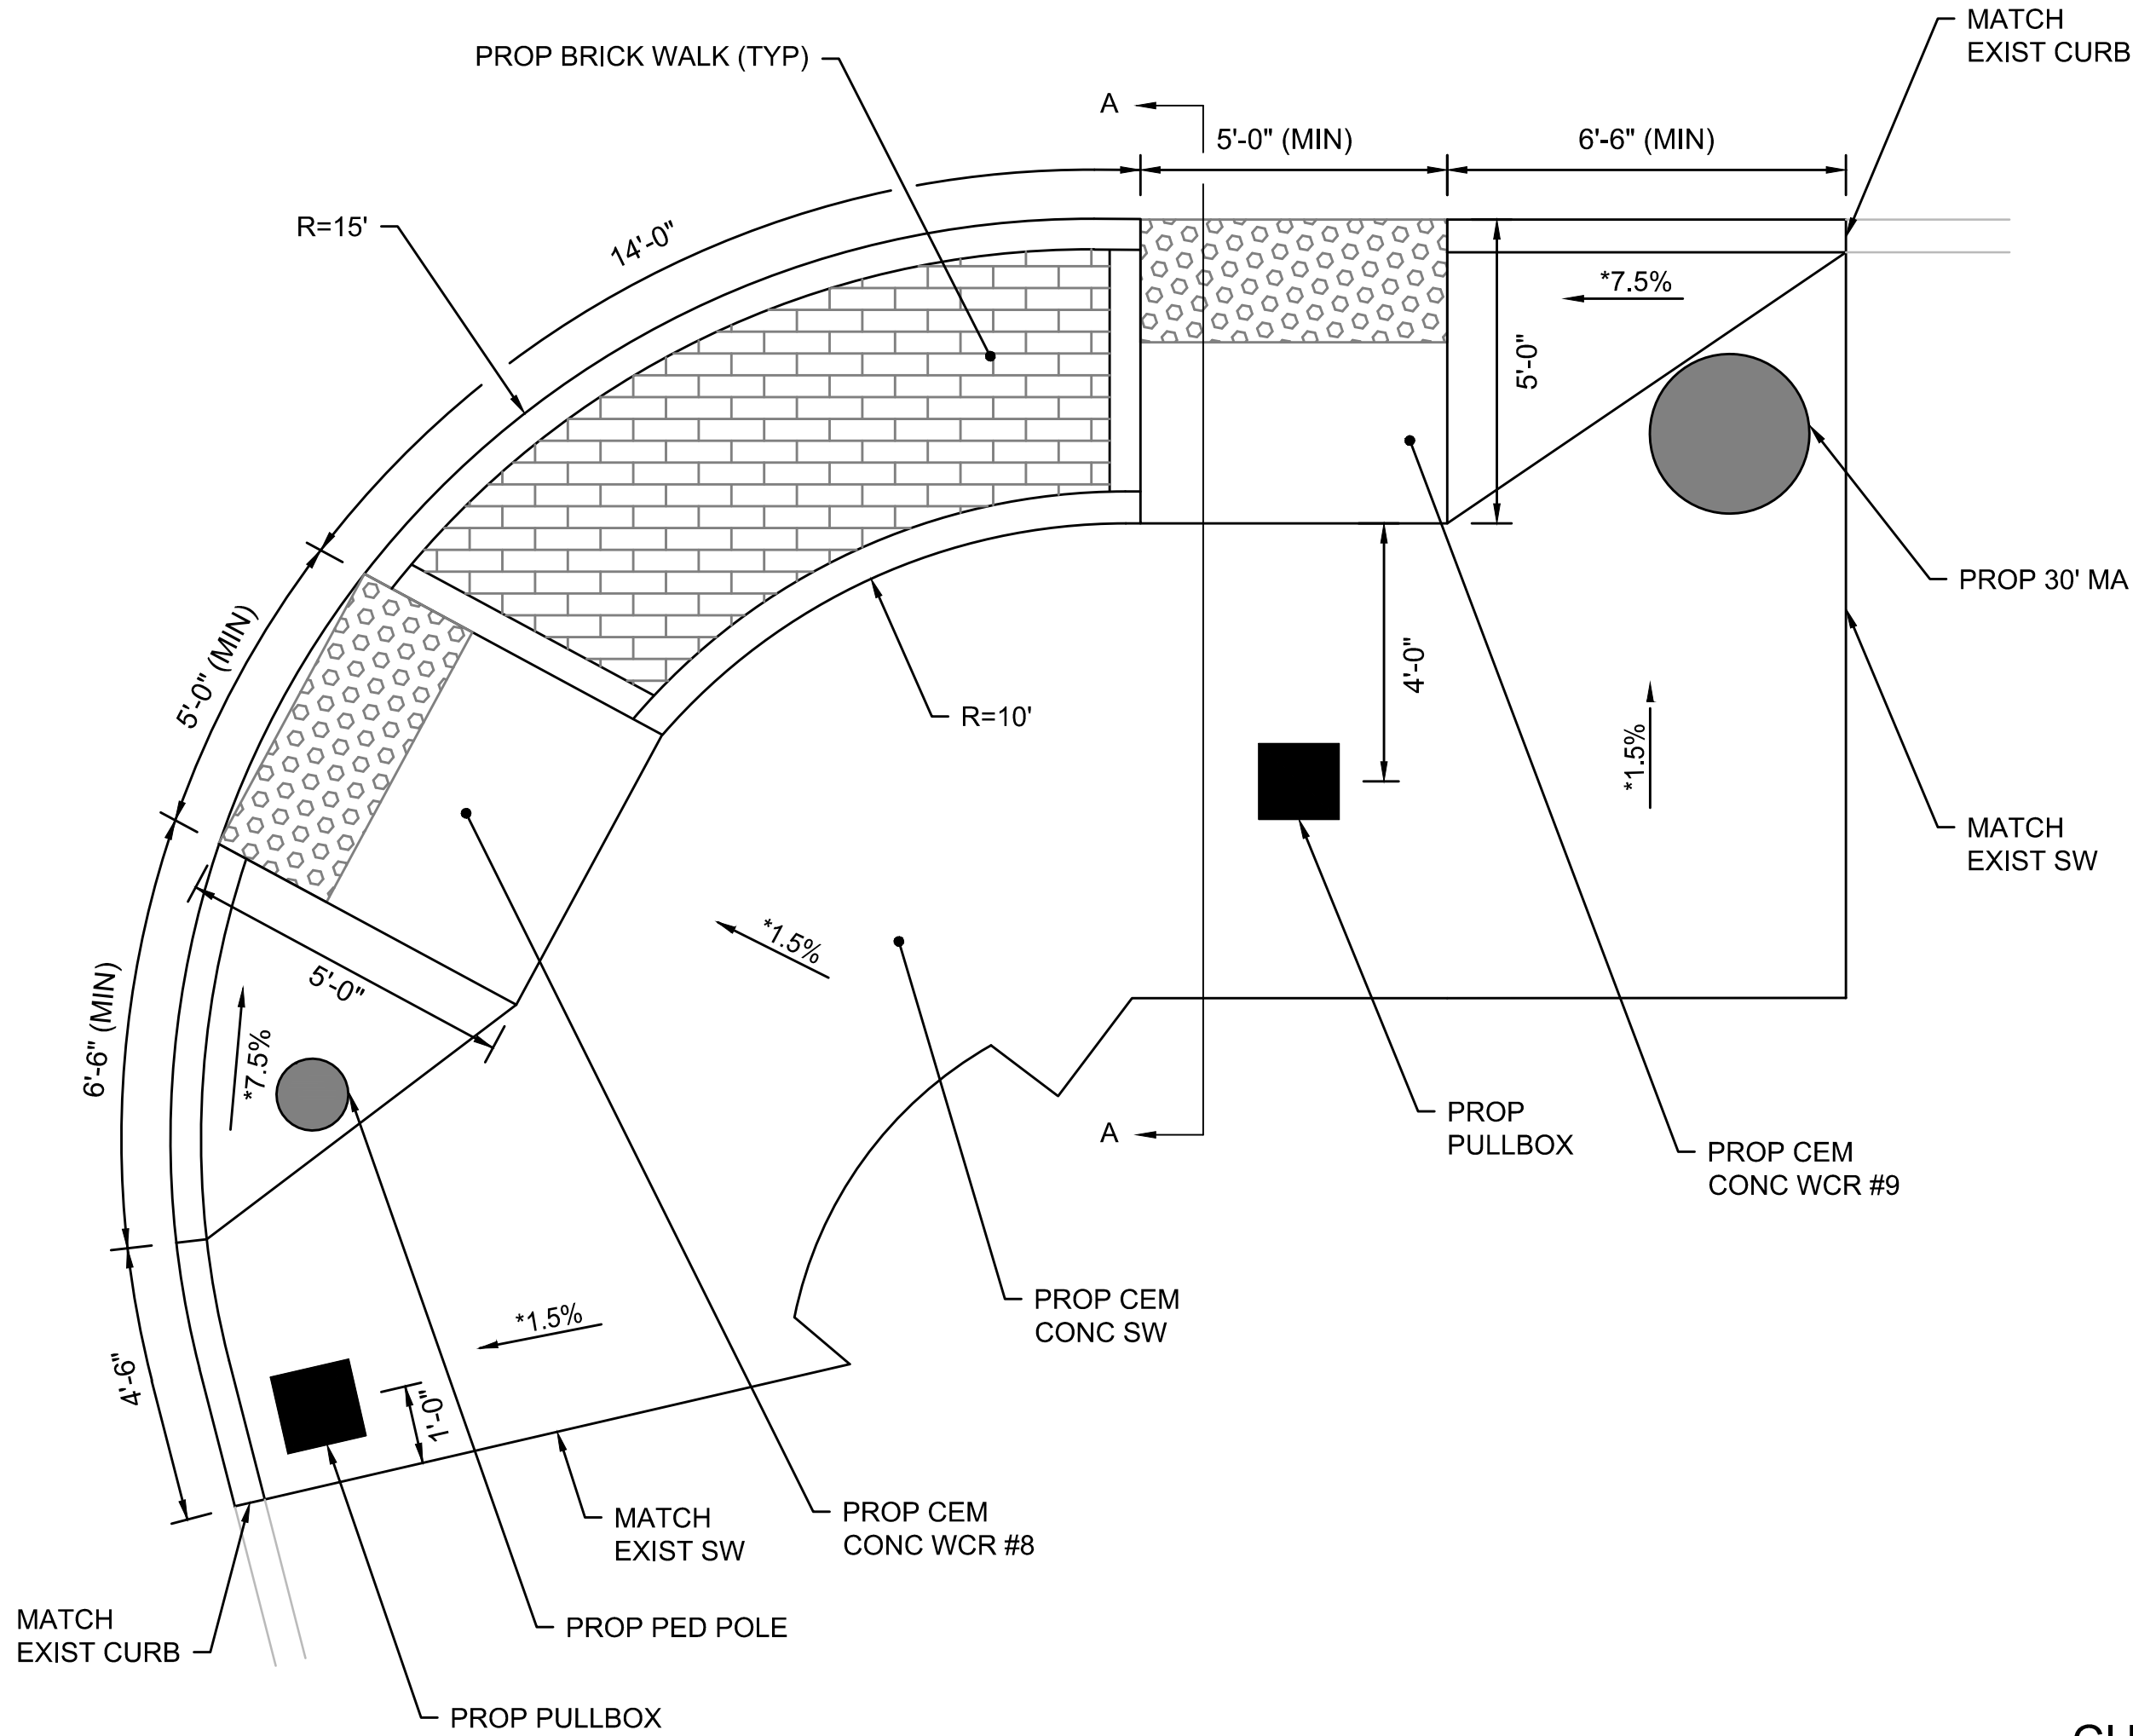 MATCH
EXIST CURB
PROP BRICK WALK (TYP)
A
5'-0" (MIN)
6'-6" (MIN)
R=15'
14'-0"
*7.5%
5'-0"
PROP 30' MA
5'-0" (MIN)
4'-0"
R=10'
*1.5%
MATCH
EXIST SW
*1.5%
5'-0"
6'-6" (MIN)
*7.5%
A
PROP
PULLBOX
PROP CEM
CONC WCR #9
PROP CEM
CONC SW
*1.5%
4'-6"
1'-0"
MATCH
EXIST SW
PROP CEM
CONC WCR #8
MATCH
EXIST CURB
PROP PED POLE
PROP PULLBOX